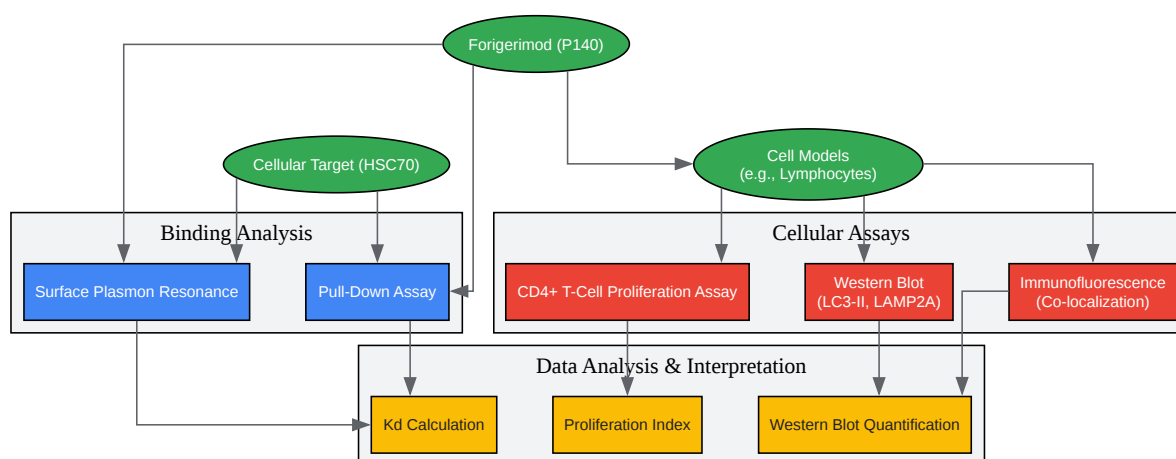 Forigerimod (P140)
Cellular Target (HSC70)
Cell Models
(e.g., Lymphocytes)
Binding Analysis
Cellular Assays
Surface Plasmon Resonance
Pull-Down Assay
CD4+ T-Cell Proliferation Assay
Western Blot
(LC3-II, LAMP2A)
Immunofluorescence
(Co-localization)
Data Analysis & Interpretation
Kd Calculation
Proliferation Index
Western Blot Quantification